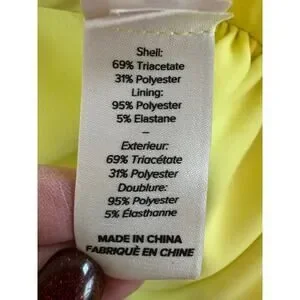 Shell:
69% Triacetate
31% Polyester
Lining:
95% Polyester
5% Elastane
–
Exterieur:
69% Triacétate
31% Polyester
Doublure:
95% Polyester
5% Élasthanne
MADE IN CHINA
FABRIQUÉ EN CHINE